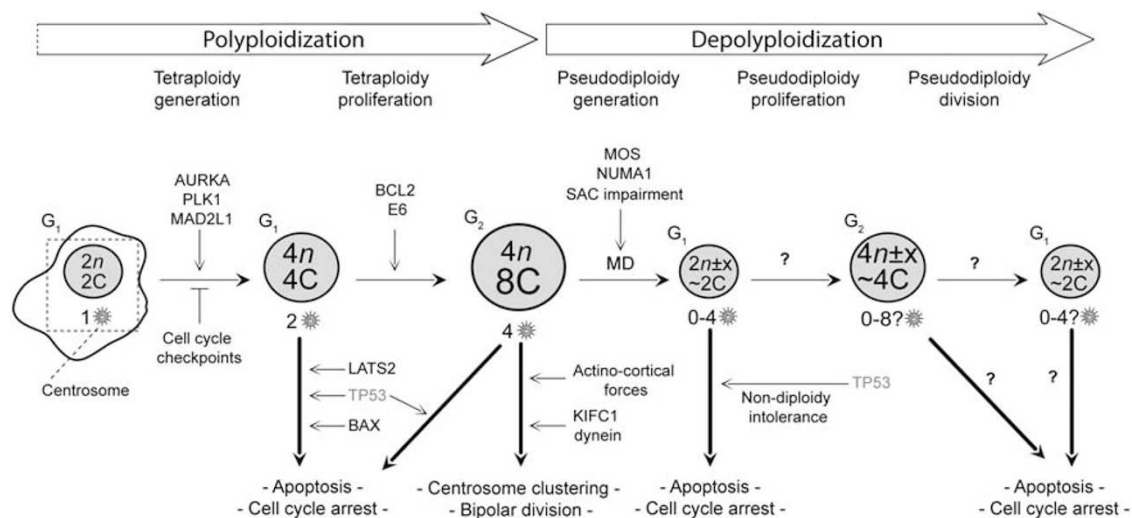 Polyploidization
Depolyploidization
Tetraploidy
generation
Tetraploidy
proliferation
Pseudodiploidy
generation
Pseudodiploidy
proliferation
Pseudodiploidy
division
AURKA
PLK1
MAD2L1
BCL2
E6
MOS
NUMA1
SAC impairment
G1
2n
2C
1
G1
4n
4C
2
G2
4n
8C
4
MD
G1
2n±x
~2C
0-4
?
G2
4n±x
~4C
0-8?
?
G1
2n±x
~2C
0-4?
Cell cycle
checkpoints
Centrosome
LATS2
TP53
BAX
Actino-cortical
forces
KIFC1
dynein
TP53
Non-diploidy
intolerance
?
?
- Apoptosis -
- Cell cycle arrest -
- Centrosome clustering -
- Bipolar division -
- Apoptosis -
- Cell cycle arrest -
- Apoptosis -
- Cell cycle arrest -